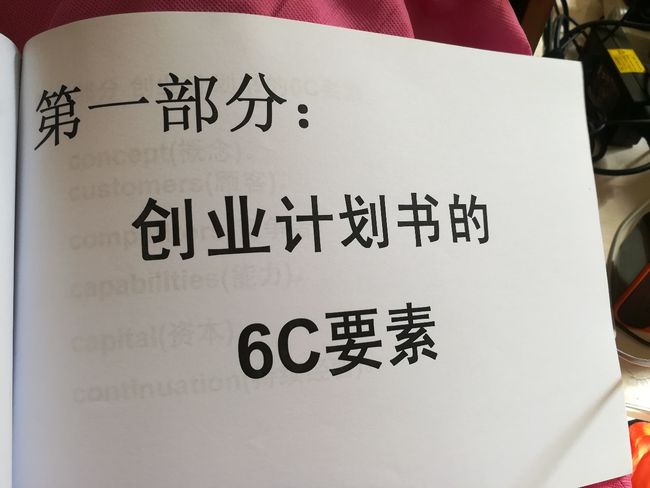 第一部分：
创业计划书的
6C要素
concept(概念)。
customers(顾客)
capabilities(能力)。
capital(资本)
continuation(